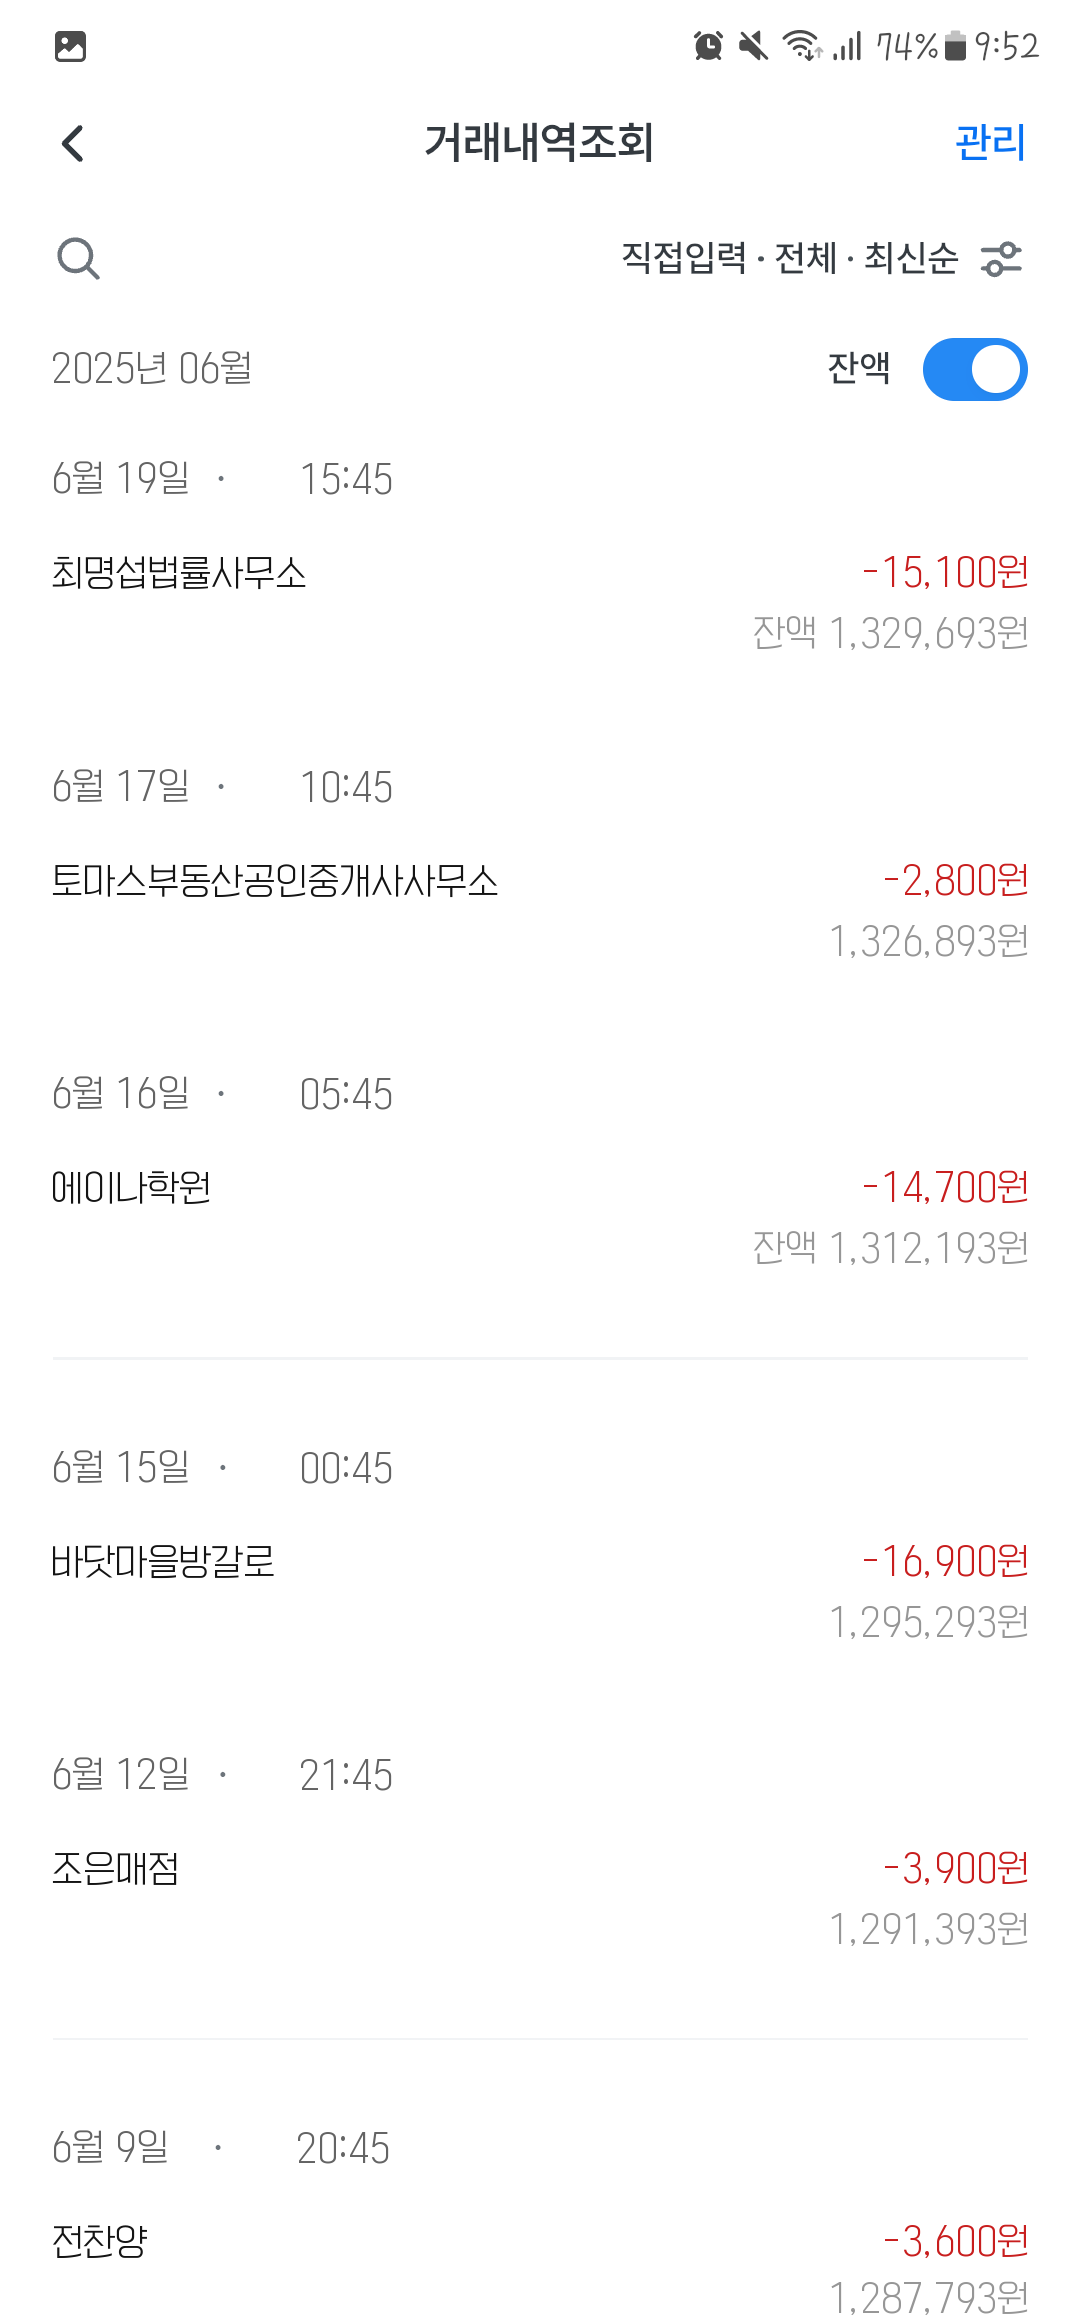 74% 9:52
거래내역조회
관리
직접입력 · 전체 · 최신순
2025년 06월
잔액
6월 19일 · 15:45
최명섭법률사무소
-15,100원
잔액 1,329,693원
6월 17일 · 10:45
토마스부동산공인중개사사무소
-2,800원
1,326,893원
6월 16일 · 05:45
에이나학원
-14,700원
잔액 1,312,193원
6월 15일 · 00:45
바닷마을방갈로
-16,900원
1,295,293원
6월 12일 · 21:45
조은매점
-3,900원
1,291,393원
6월 9일 · 20:45
전찬양
-3,600원
1,287,793원